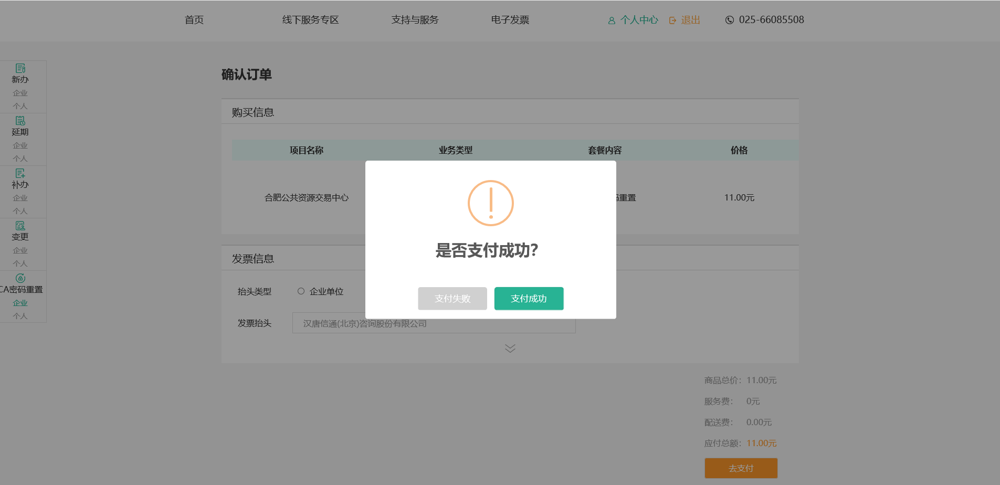 首页 线下服务专区 支持与服务 电子发票 个人中心 退出 025-66085508
新办
企业
个人
延期
企业
个人
补办
企业
个人
变更
企业
个人
CA密码重置
企业
个人
确认订单
购买信息
项目名称 业务类型 套餐内容 价格
合肥公共资源交易中心 码重置 11.00元
是否支付成功?
支付失败 支付成功
发票信息
抬头类型 企业单位
发票抬头 汉唐信通(北京)咨询股份有限公司
商品总价: 11.00元
服务费: 0元
配送费: 0.00元
应付总额: 11.00元
去支付